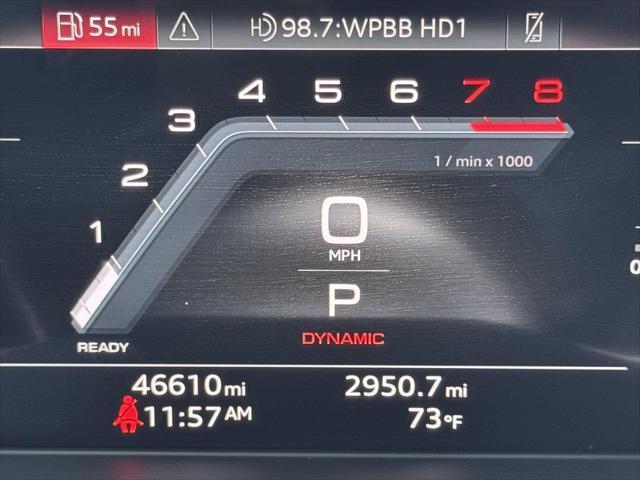 55 mi 98.7:WPBB HD1
4 5 6 7 8
3
1 / min x 1000
2
0
1
MPH
P
READY
DYNAMIC
46610 mi 2950.7 mi
11:57 AM 73°F